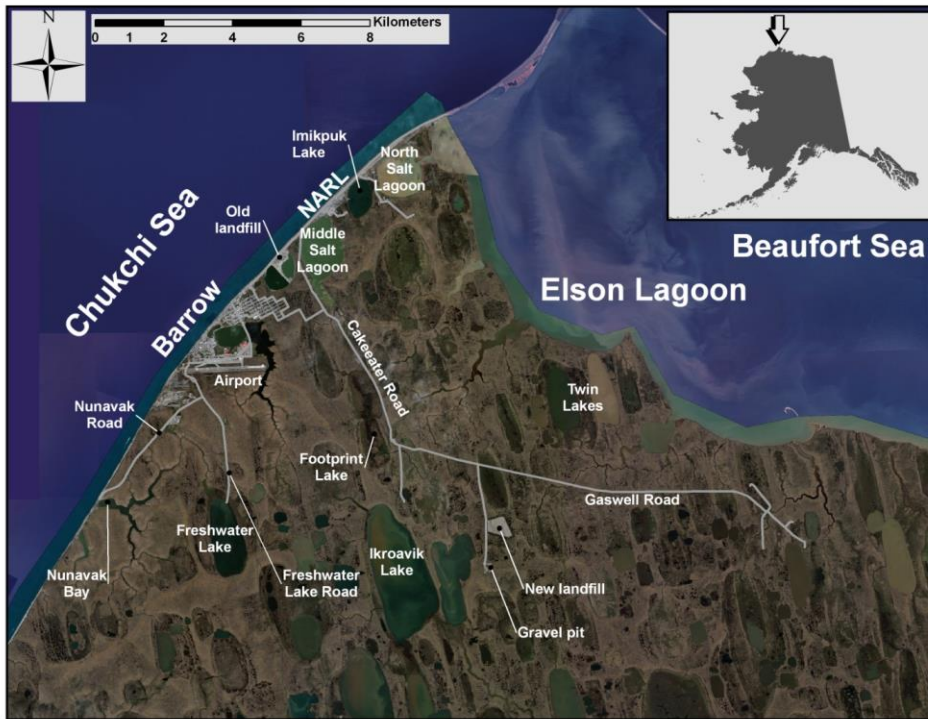 N
Kilometers
0 1 2 4 6 8
Imikpuk
Lake
North
Salt
Lagoon
NARL
Old
landfill
Middle
Salt
Lagoon
Chukchi Sea
Barrow
Beaufort Sea
Elson Lagoon
Cakeeater Road
Airport
Twin
Lakes
Nunavak
Road
Footprint
Lake
Gaswell Road
Freshwater
Lake
Ikroavik
Lake
Nunavak
Bay
Freshwater
Lake Road
New landfill
Gravel pit